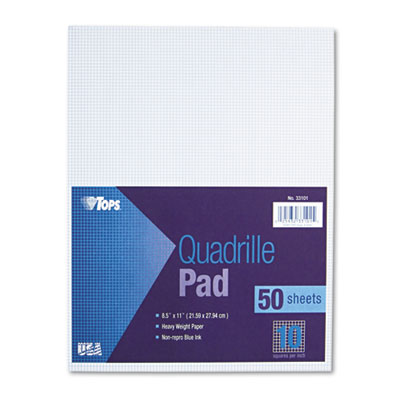 TOPS
No. 33101
Quadrille
Pad
50 sheets
8.5" x 11" (21.59 x 27.94 cm)
Heavy Weight Paper
Non-repro Blue Ink
10
squares per inch
USA